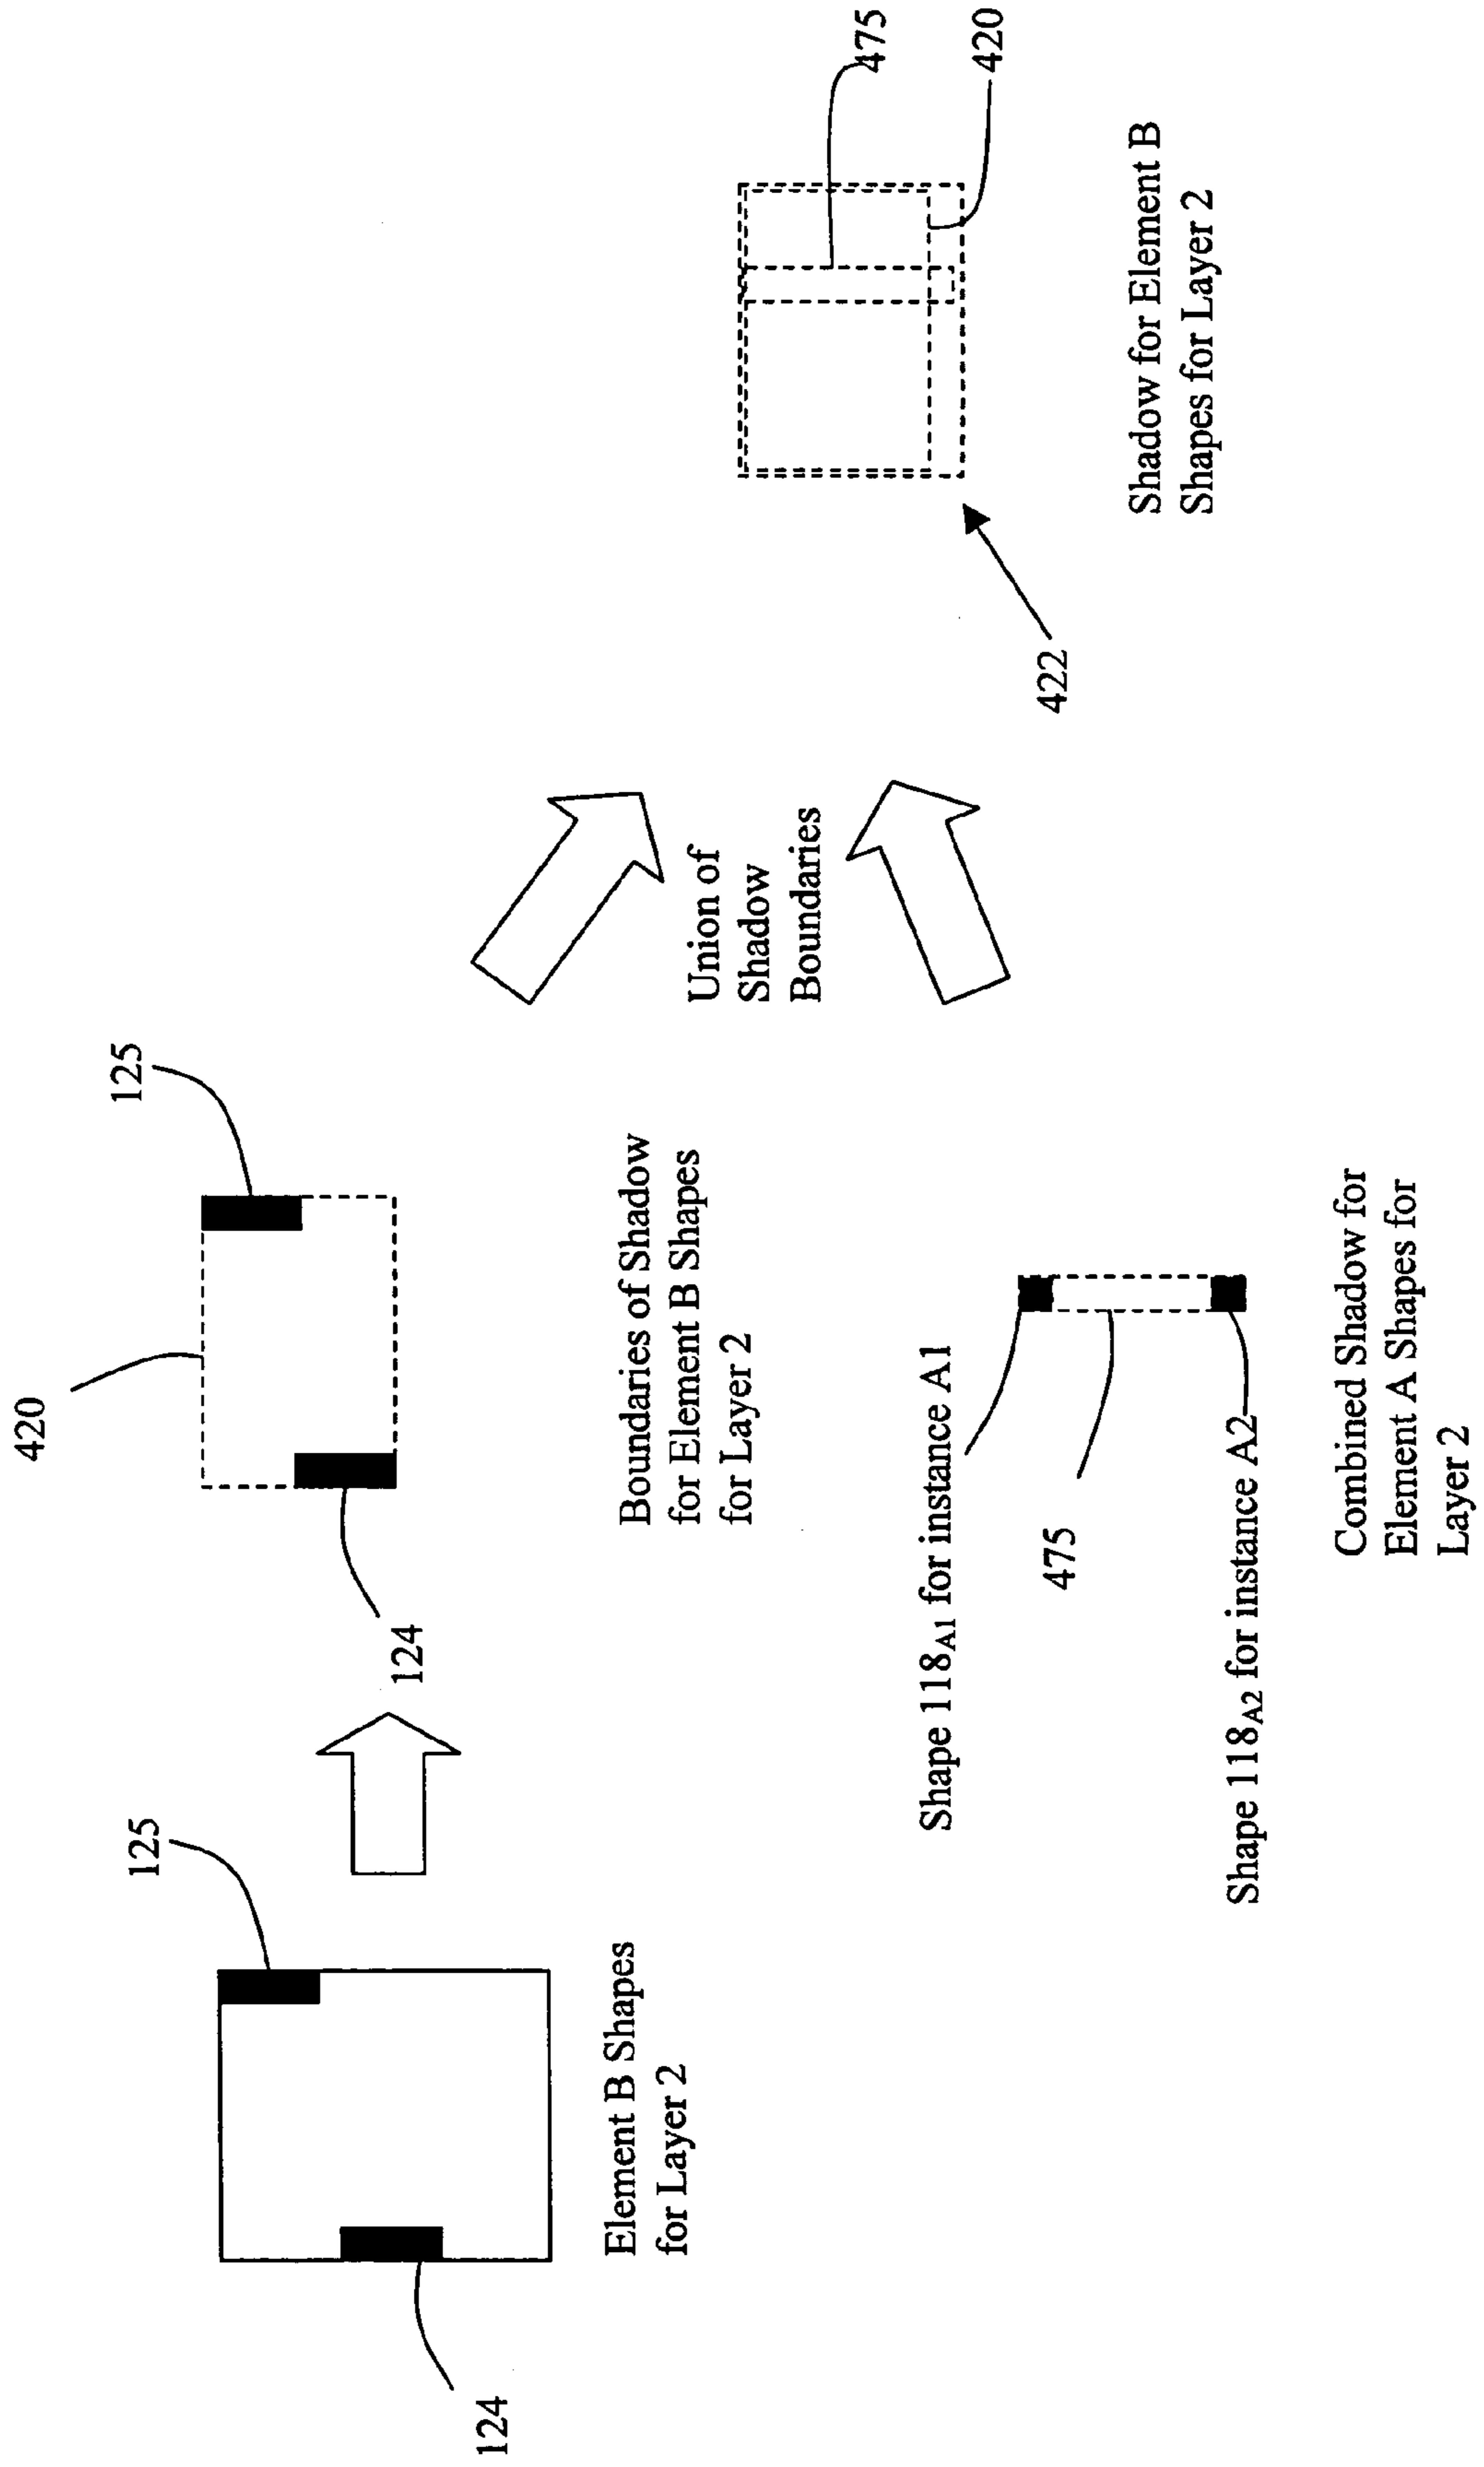 124
125
Element B Shapes
for Layer 2
420
125
124
Boundaries of Shadow
for Element B Shapes
for Layer 2
Shape 118A1 for instance A1
475
Shape 118A2 for instance A2
Combined Shadow for
Element A Shapes for
Layer 2
Union of
Shadow
Boundaries
475
420
422
Shadow for Element B
Shapes for Layer 2